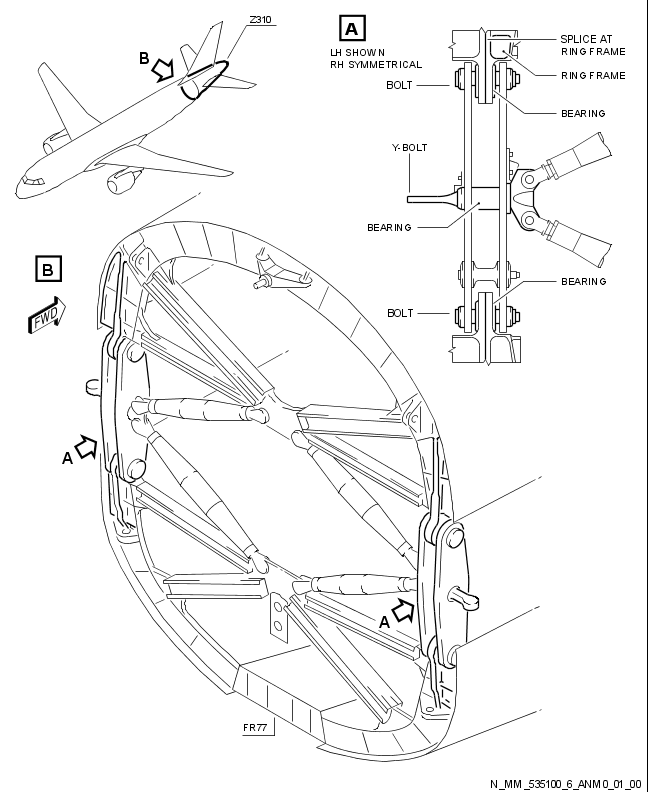 Z310
B
A
LH SHOWN
RH SYMMETRICAL
SPLICE AT
RING FRAME
RING FRAME
BOLT
BEARING
Y-BOLT
BEARING
BEARING
BOLT
B
FWD
A
A
FR77
N_MM_535100_6_ANM0_01_00